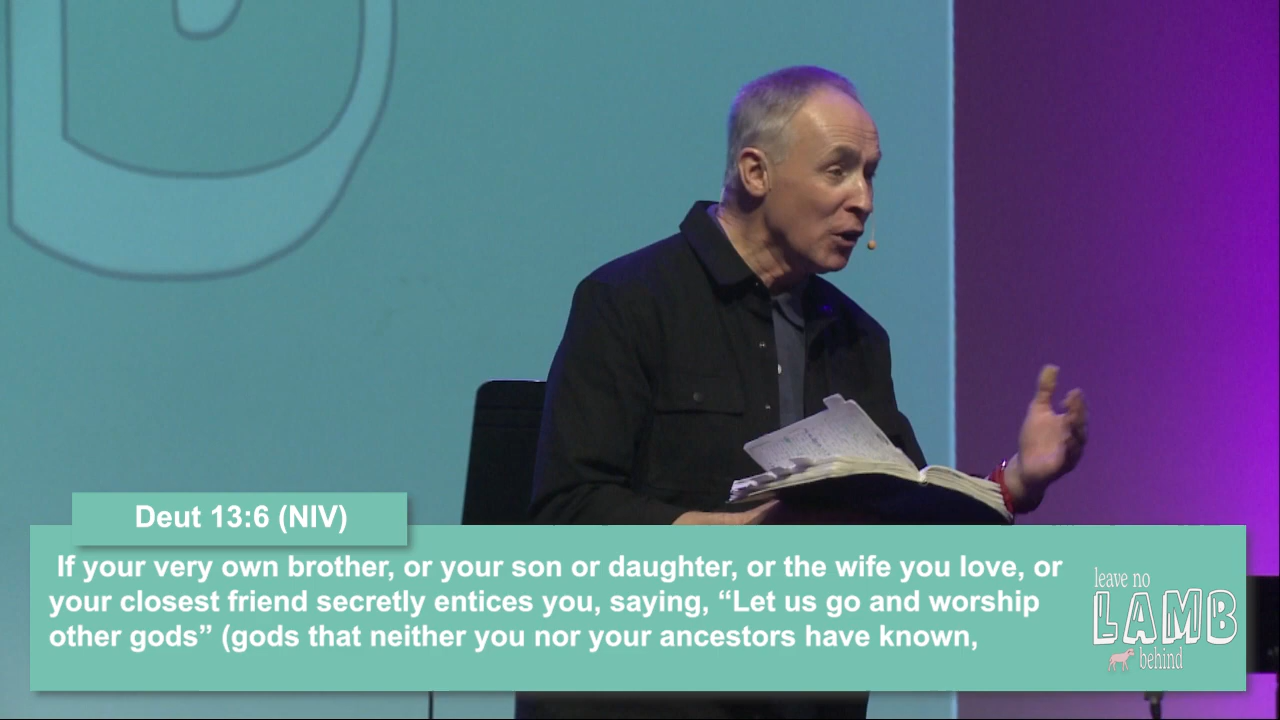 Deut 13:6 (NIV)
If your very own brother, or your son or daughter, or the wife you love, or
your closest friend secretly entices you, saying, “Let us go and worship
other gods” (gods that neither you nor your ancestors have known,
leave no
LAMB
behind